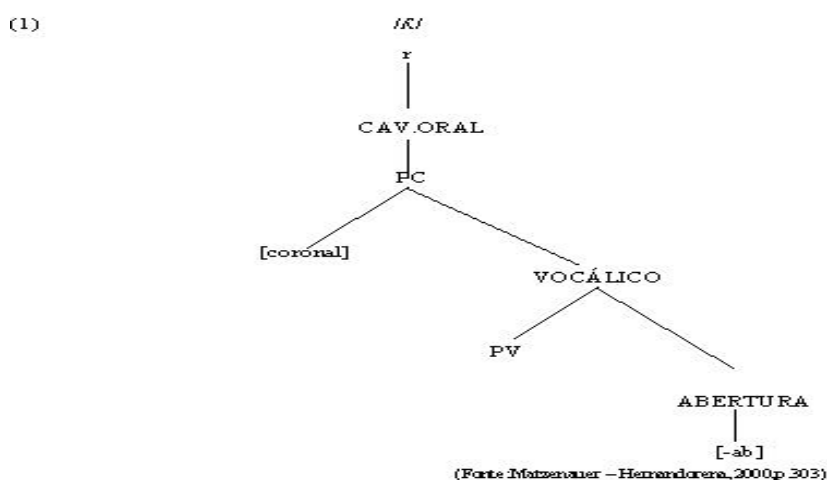 (1) /ʎ/
r
CAV.ORAL
PC
[coronal]
VOCÁLICO
PV
ABERTURA
[-ab]
(Fonte:Matzenauer – Hernandorena, 2000,p.303)